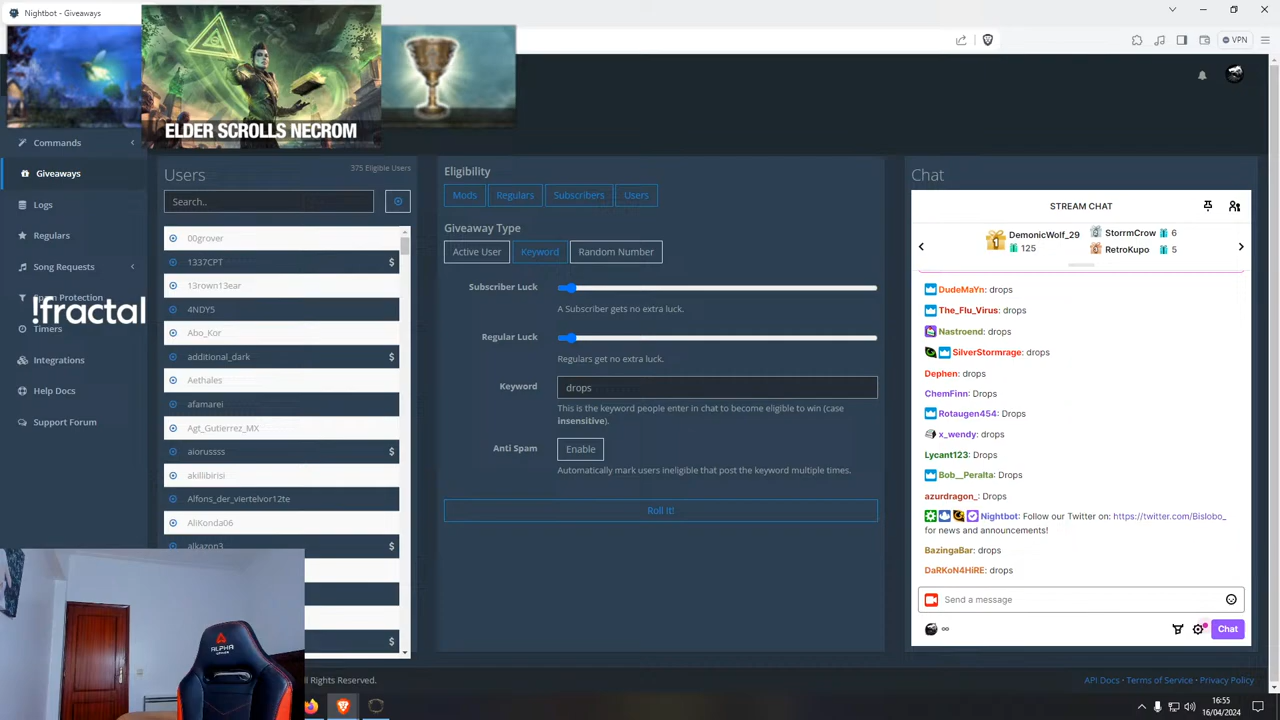 Nightbot - Giveaways
VPN
ELDER SCROLLS NECROM
Commands
Giveaways
Logs
Regulars
Song Requests
Spam Protection
!fractal
Timers
Integrations
Help Docs
Support Forum
Users
375 Eligible Users
Search..
00grover
1337CPT $
13rown13ear
4NDYS
Abo_Kor
additional_dark $
Aethales
afamarei
Agt_Gutierrez_MX
aiorussss $
akillibirisi
Alfons_der_viertelvor12te
AliKonda06
alkazon3 $
$
ALPHA
Eligibility
Mods Regulars Subscribers Users
Giveaway Type
Active User Keyword Random Number
Subscriber Luck
A Subscriber gets no extra luck.
Regular Luck
Regulars get no extra luck.
Keyword drops
This is the keyword people enter in chat to become eligible to win (case
insensitive).
Anti Spam Enable
Automatically mark users ineligible that post the keyword multiple times.
Roll It!
Chat
STREAM CHAT
1 DemonicWolf_29
125
StorrmCrow 6
RetroKupo 5
DudeMaYn: drops
The_Flu_Virus: drops
Nastroend: drops
SilverStormrage: drops
Dephen: drops
ChemFinn: Drops
Rotaugen454: Drops
x_wendy: drops
Lycant123: Drops
Bob__Peralta: Drops
azurdragon_: Drops
Nightbot: Follow our Twitter on: https://twitter.com/Bislobo_
for news and announcements!
BazingaBar: drops
DaRKoN4HiRE: drops
Send a message
∞
Chat
ll Rights Reserved.
API Docs • Terms of Service • Privacy Policy
16:55
16/04/2024